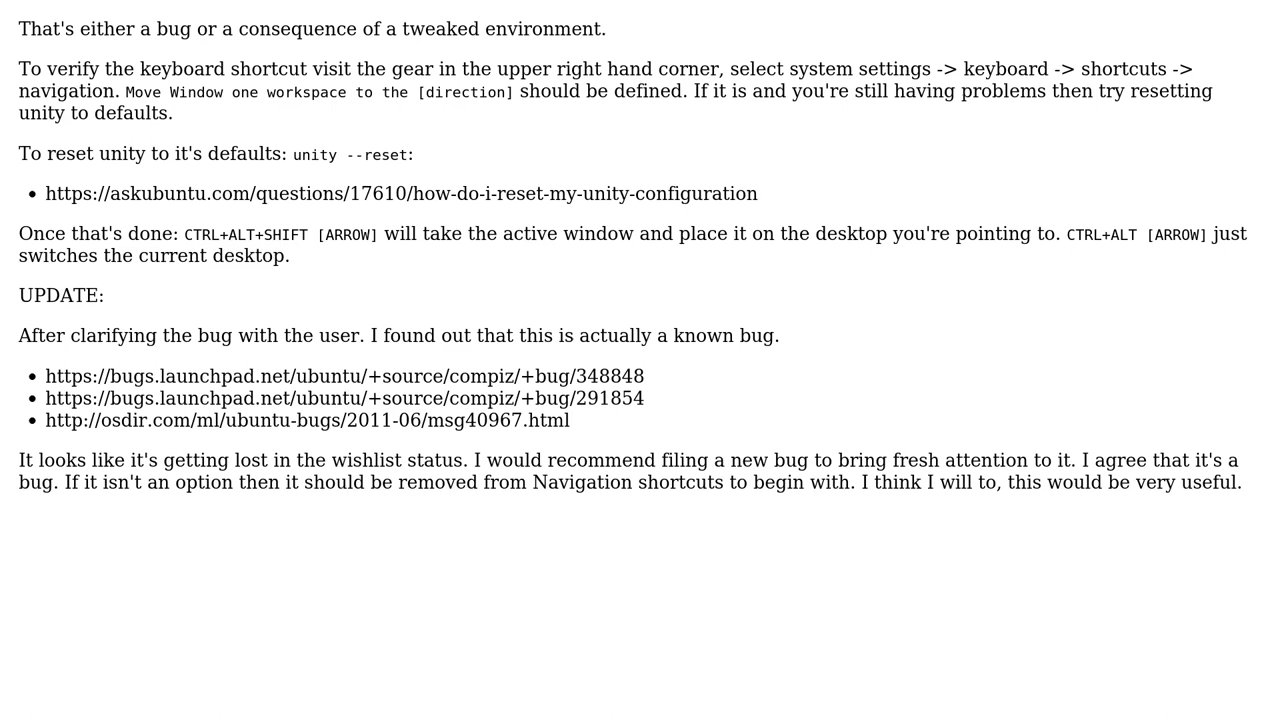 That's either a bug or a consequence of a tweaked environment.
To verify the keyboard shortcut visit the gear in the upper right hand corner, select system settings -> keyboard -> shortcuts ->
navigation. Move Window one workspace to the [direction] should be defined. If it is and you're still having problems then try resetting
unity to defaults.
To reset unity to it's defaults: unity --reset:
• https://askubuntu.com/questions/17610/how-do-i-reset-my-unity-configuration
Once that's done: CTRL+ALT+SHIFT [ARROW] will take the active window and place it on the desktop you're pointing to. CTRL+ALT [ARROW] just
switches the current desktop.
UPDATE:
After clarifying the bug with the user. I found out that this is actually a known bug.
• https://bugs.launchpad.net/ubuntu/+source/compiz/+bug/348848
• https://bugs.launchpad.net/ubuntu/+source/compiz/+bug/291854
• http://osdir.com/ml/ubuntu-bugs/2011-06/msg40967.html
It looks like it's getting lost in the wishlist status. I would recommend filing a new bug to bring fresh attention to it. I agree that it's a
bug. If it isn't an option then it should be removed from Navigation shortcuts to begin with. I think I will to, this would be very useful.